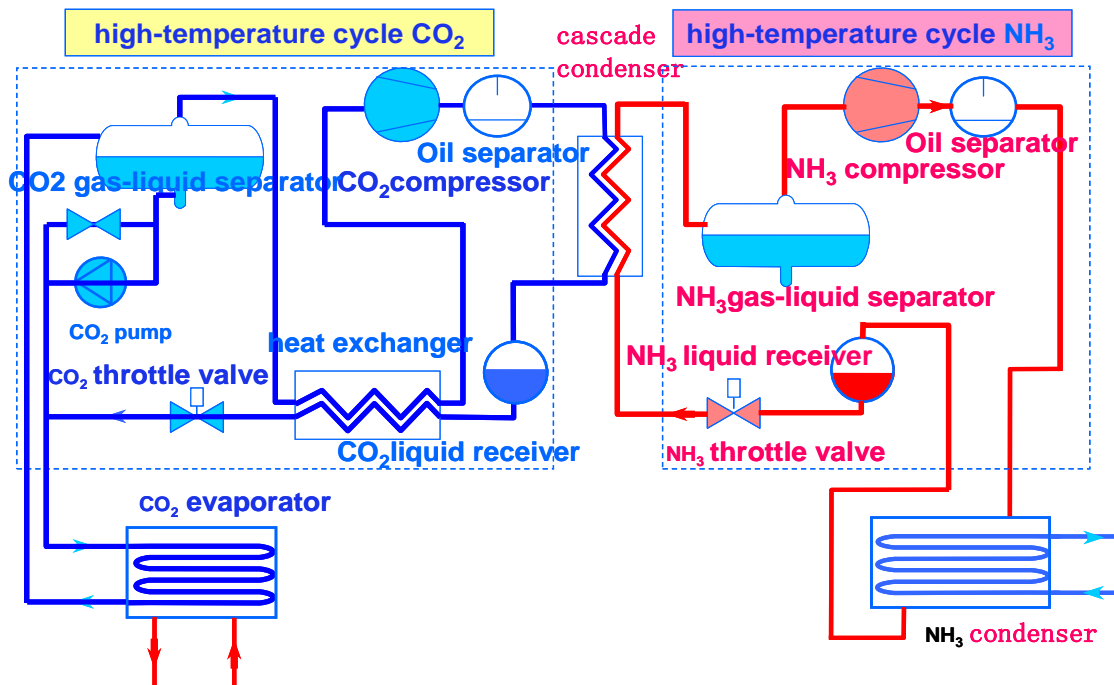 high-temperature cycle CO₂
cascade
condenser
high-temperature cycle NH₃
Oil separator
Oil separator
CO2 gas-liquid separator
CO₂compressor
NH₃ compressor
NH₃gas-liquid separator
CO₂ pump
heat exchanger
NH₃ liquid receiver
CO₂ throttle valve
CO₂liquid receiver
NH₃ throttle valve
CO₂ evaporator
NH₃ condenser